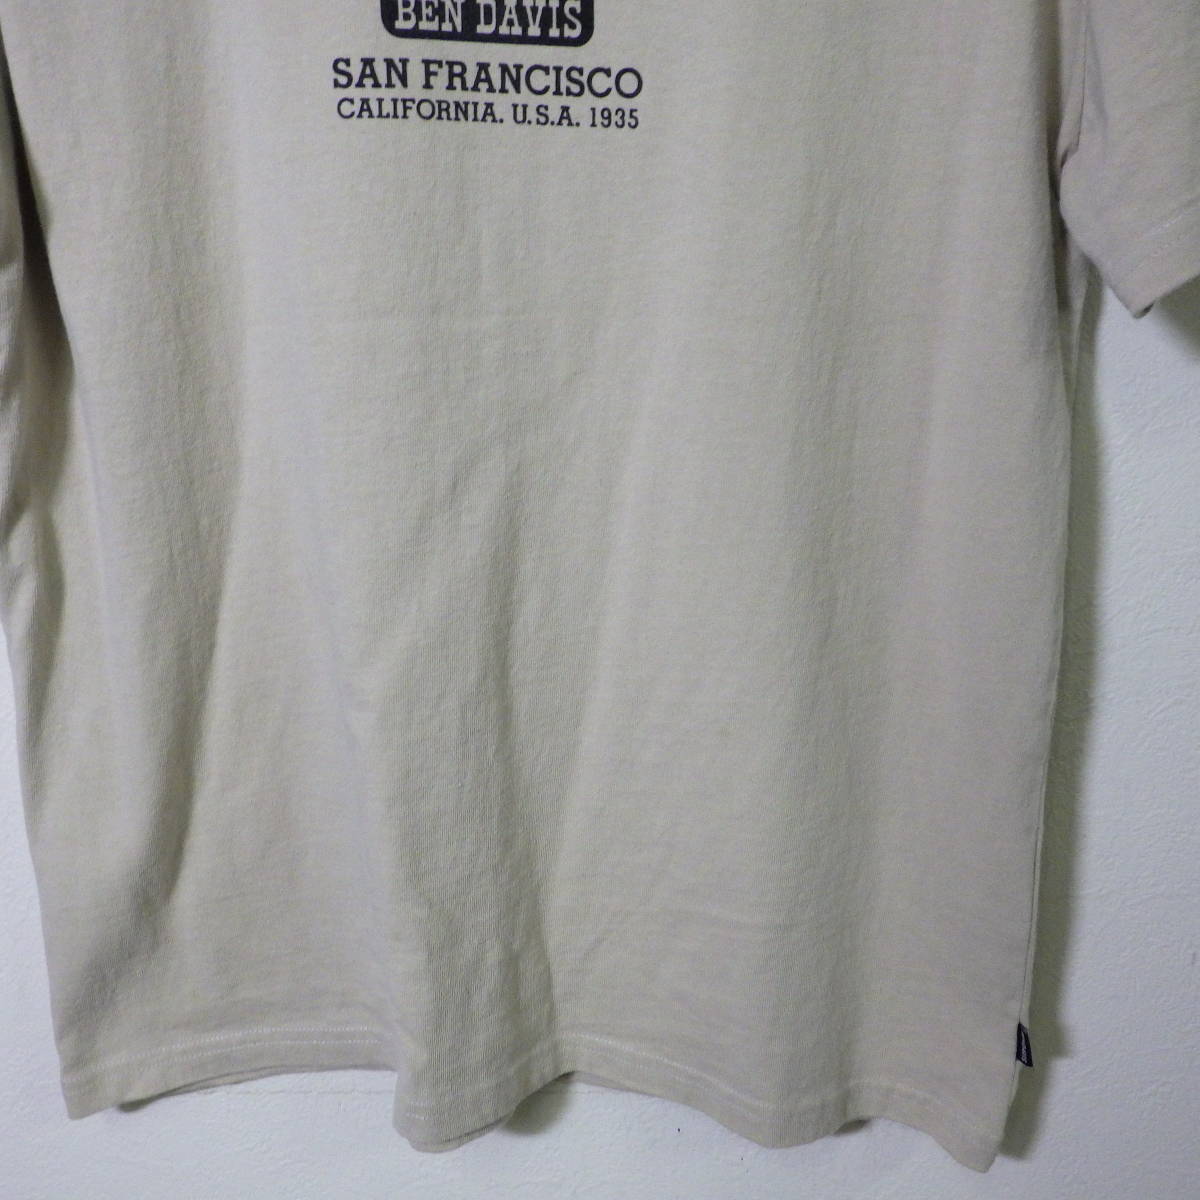 BEN DAVIS
SAN FRANCISCO
CALIFORNIA. U.S.A. 1935